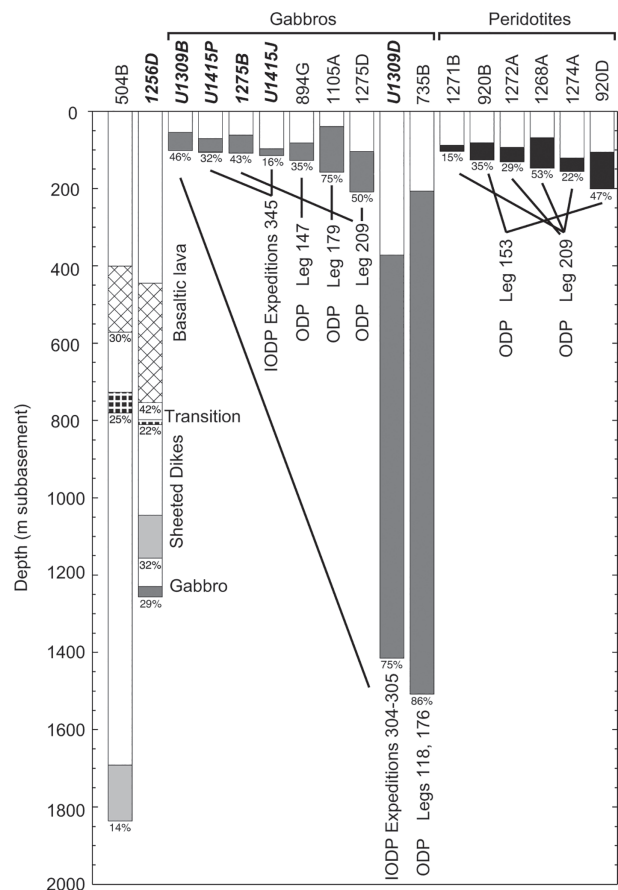 Gabbros
Peridotites
504B
1256D
U1309B
U1415P
1275B
U1415J
894G
1105A
1275D
U1309D
735B
1271B
920B
1272A
1268A
1274A
920D
Depth (m subbasement)
0
200
400
600
800
1000
1200
1400
1600
1800
2000
46%
32%
43%
16%
35%
75%
50%
15%
35%
29%
53%
22%
47%
IODP Expeditions 345
ODP Leg 147
ODP Leg 179
ODP Leg 209
ODP Leg 153
ODP Leg 209
Basaltic lava
30%
42%
Transition
25%
22%
Sheeted Dikes
32%
Gabbro
29%
75%
86%
IODP Expeditions 304-305
ODP Legs 118, 176
14%